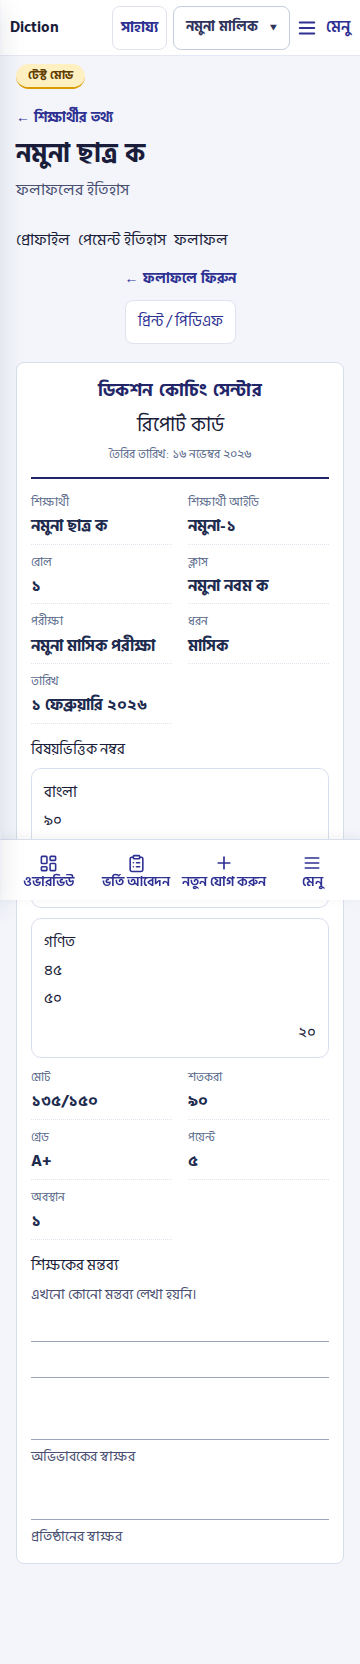 Diction
সাহায্য
নমুনা মালিক
মেনু
টেস্ট মোড
← শিক্ষার্থীর তথ্য
নমুনা ছাত্র ক
ফলাফলের ইতিহাস
প্রোফাইল পেমেন্ট ইতিহাস ফলাফল
← ফলাফলে ফিরুন
প্রিন্ট / পিডিএফ
ডিকশন কোচিং সেন্টার
রিপোর্ট কার্ড
তৈরির তারিখ: ১৬ নভেম্বর ২০২৬
শিক্ষার্থী শিক্ষার্থী আইডি
নমুনা ছাত্র ক নমুনা-১
রোল ক্লাস
১ নমুনা নবম ক
পরীক্ষা ধরন
নমুনা মাসিক পরীক্ষা মাসিক
তারিখ
১ ফেব্রুয়ারি ২০২৬
বিষয়ভিত্তিক নম্বর
বাংলা
৯০
ওভারভিউ ভর্তি আবেদন নতুন যোগ করুন মেনু
গণিত
৪৫
৫০
২০
মোট শতকরা
১৩৫/১৫০ ৯০
গ্রেড পয়েন্ট
A+ ৫
অবস্থান
১
শিক্ষকের মন্তব্য
এখনো কোনো মন্তব্য লেখা হয়নি।
অভিভাবকের স্বাক্ষর
প্রতিষ্ঠানের স্বাক্ষর